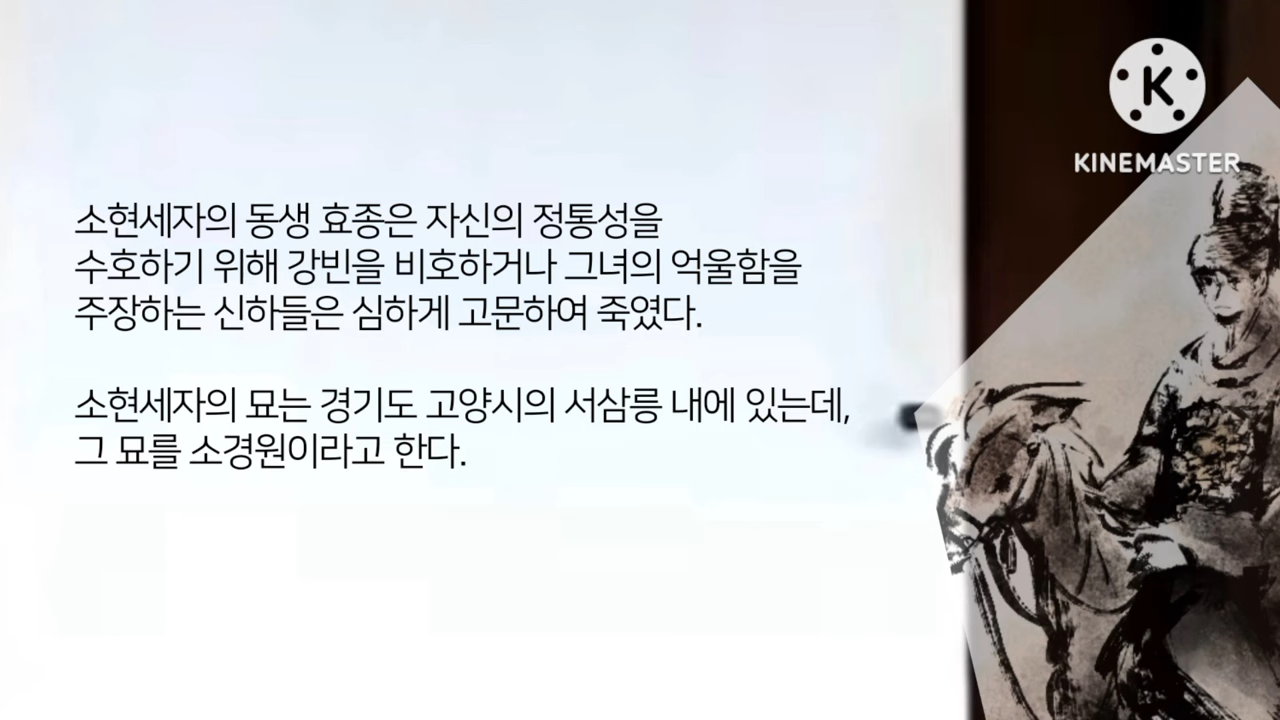 소현세자의 동생 효종은 자신의 정통성을
수호하기 위해 강빈을 비호하거나 그녀의 억울함을
주장하는 신하들은 심하게 고문하여 죽였다.
소현세자의 묘는 경기도 고양시의 서삼릉 내에 있는데,
그 묘를 소경원이라고 한다.
K
KINEMASTER